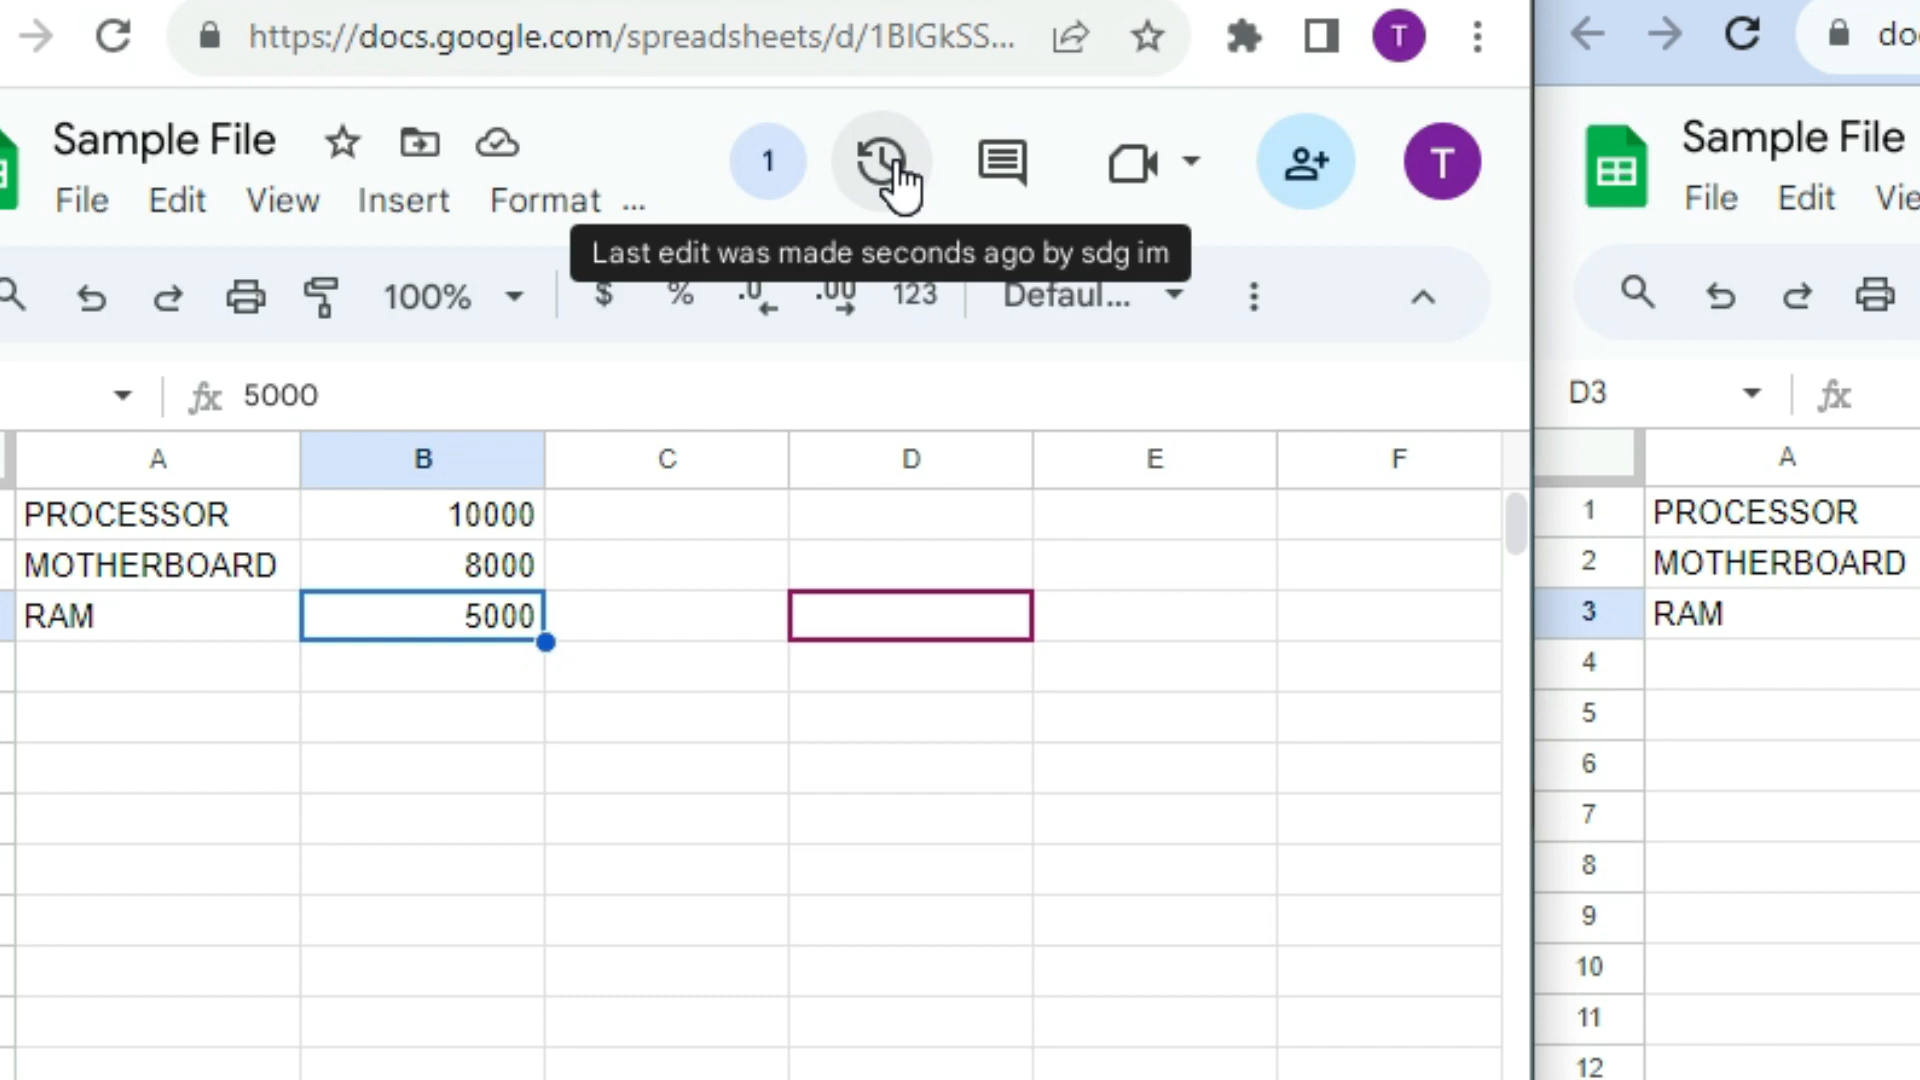 https://docs.google.com/spreadsheets/d/1BIGkSS...
T
Sample File
1
T
File Edit View Insert Format ...
Last edit was made seconds ago by sdg im
100% $ % .0 .00 123 Defaul...
fx 5000
A B C D E F
PROCESSOR 10000
MOTHERBOARD 8000
RAM 5000
Sample File
File Edit
D3 fx
A
1 PROCESSOR
2 MOTHERBOARD
3 RAM
4
5
6
7
8
9
10
11
12